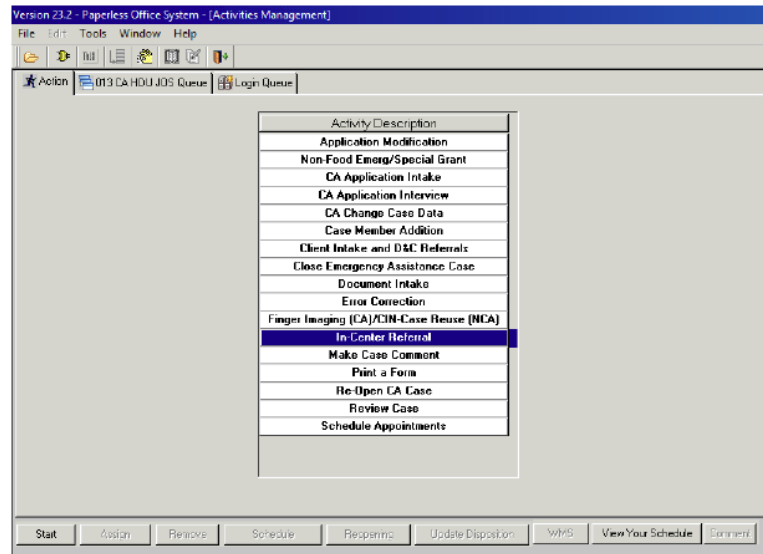 Version 23.2 - Paperless Office System - [Activities Management]
File Edit Tools Window Help
Action 013 CA HDU JOS Queue Login Queue
Activity Description
Application Modification
Non-Food Emerg/Special Grant
CA Application Intake
CA Application Interview
CA Change Case Data
Case Member Addition
Client Intake and D&C Referrals
Close Emergency Assistance Case
Document Intake
Error Correction
Finger Imaging (CA)/CIN-Case Reuse (NCA)
In-Center Referral
Make Case Comment
Print a Form
Re-Open CA Case
Review Case
Schedule Appointments
Start Assign Remove Schedule Reopening Update Disposition WMS View Your Schedule Comment